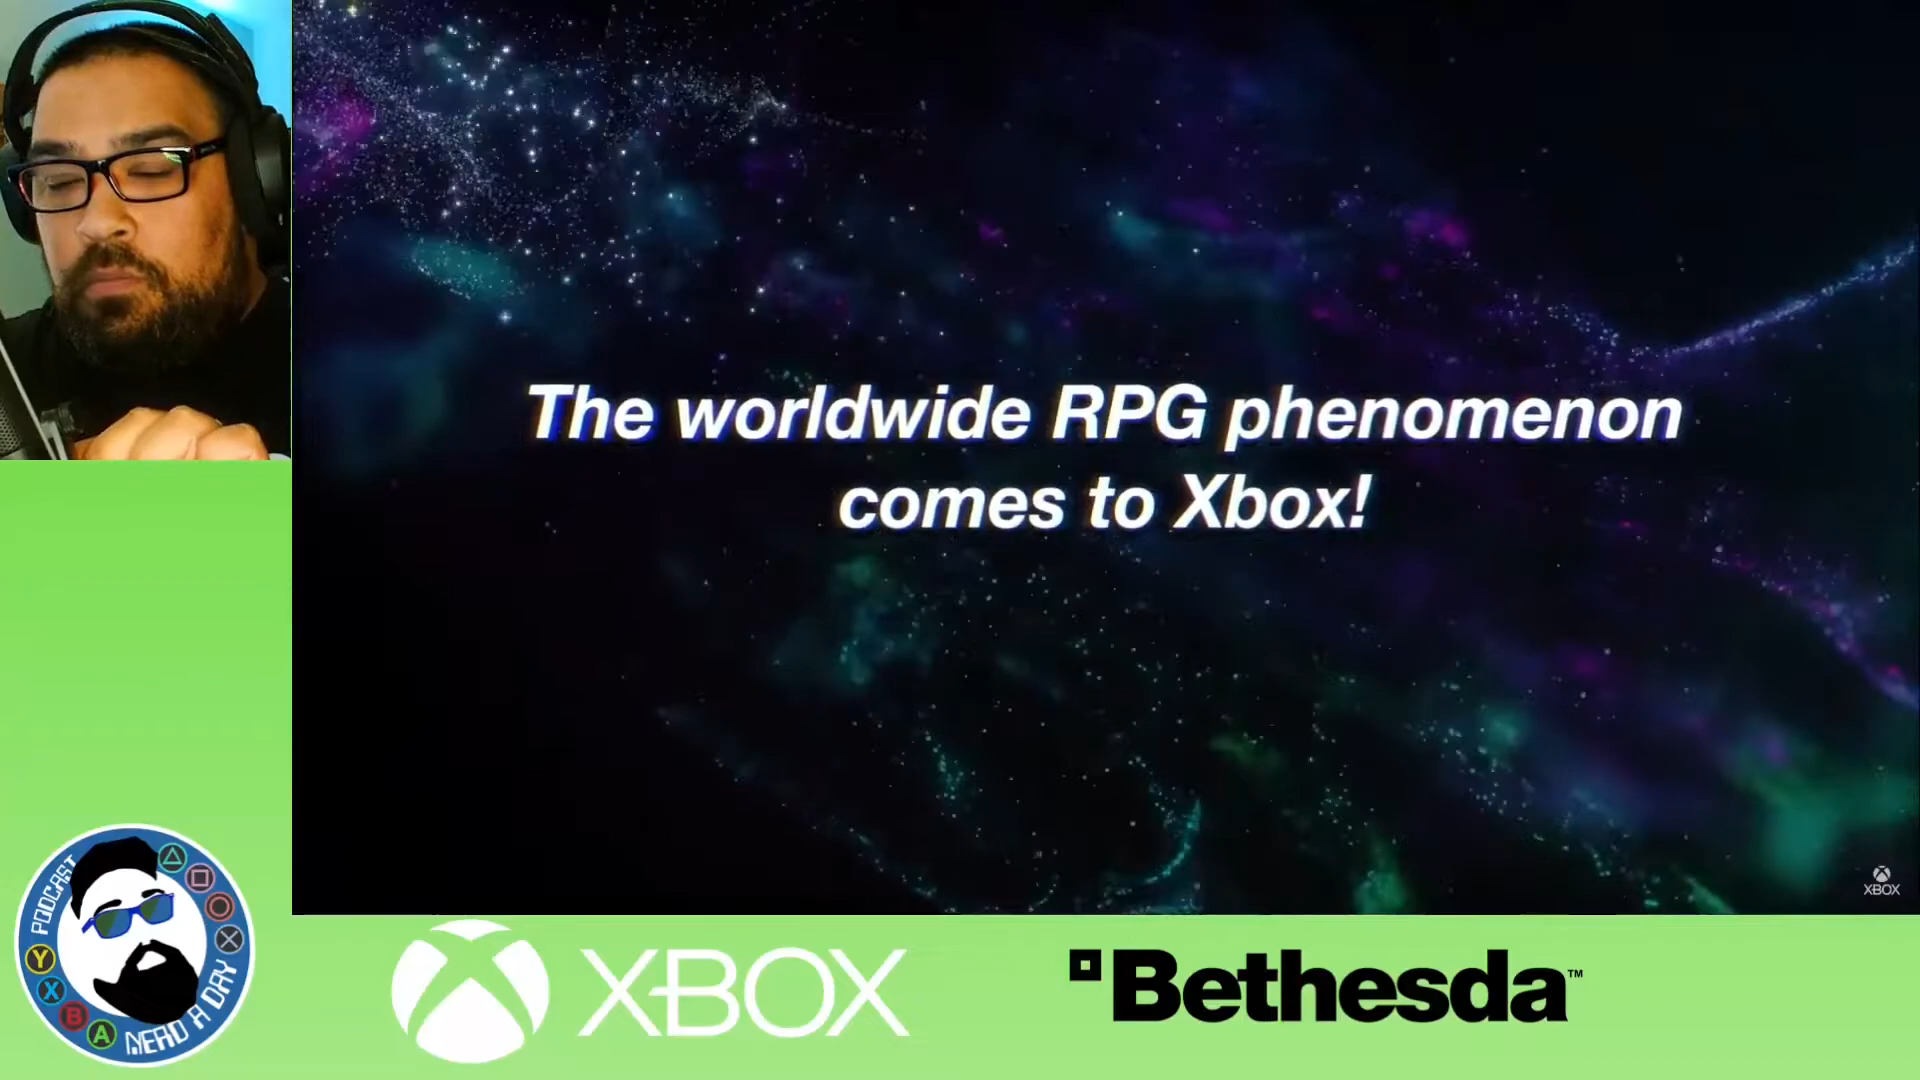 The worldwide RPG phenomenon
comes to Xbox!
XBOX
PODCAST
NERD A DAY
Y
X
B
A
XBOX
Bethesda™